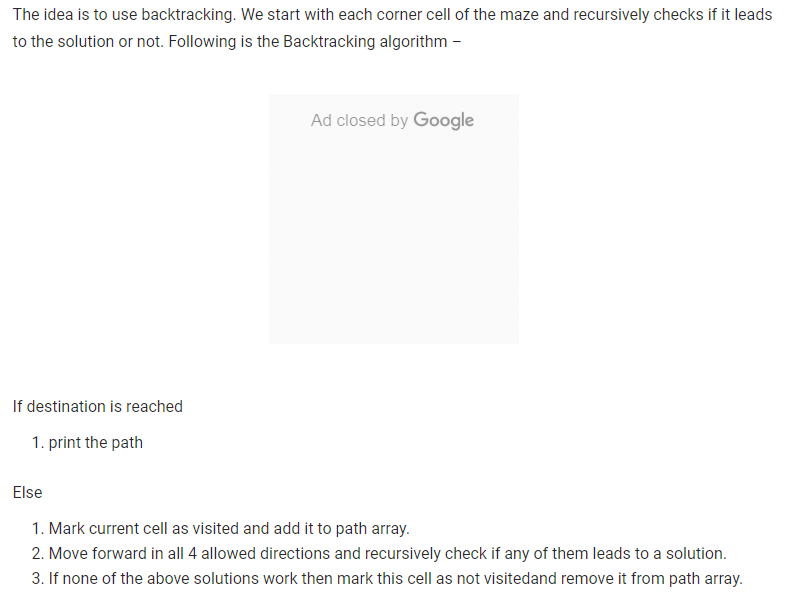 The idea is to use backtracking. We start with each corner cell of the maze and recursively checks if it leads
to the solution or not. Following is the Backtracking algorithm –
Ad closed by Google
If destination is reached
1. print the path
Else
1. Mark current cell as visited and add it to path array.
2. Move forward in all 4 allowed directions and recursively check if any of them leads to a solution.
3. If none of the above solutions work then mark this cell as not visitedand remove it from path array.